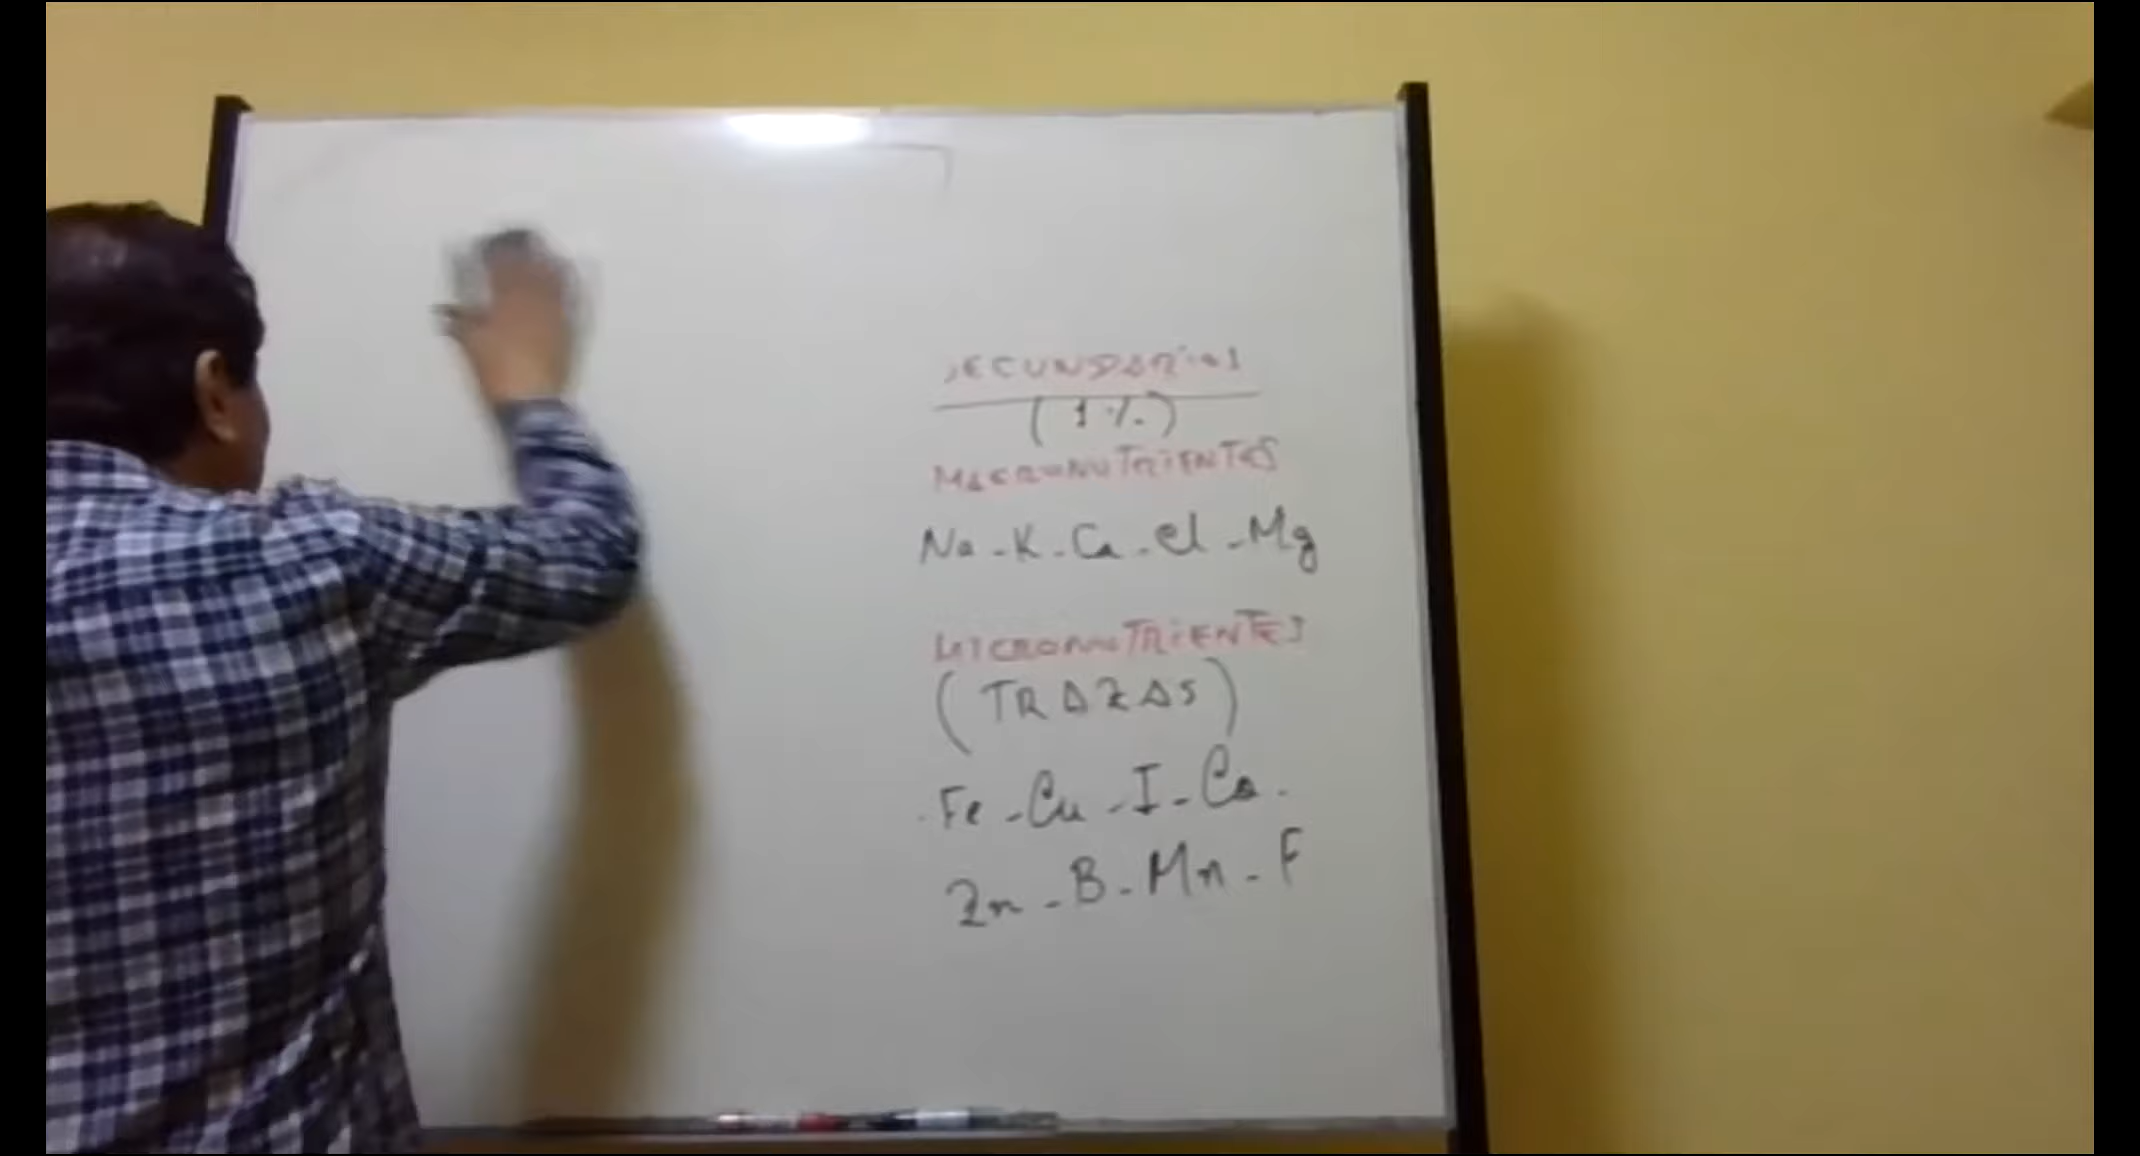 SECUNDARIOS
(1%)
MACRONUTRIENTES
Na - K - Ca - Cl - Mg
MICRONUTRIENTES
(TRAZAS)
- Fe - Cu - I - Co -
Zn - B - Mn - F